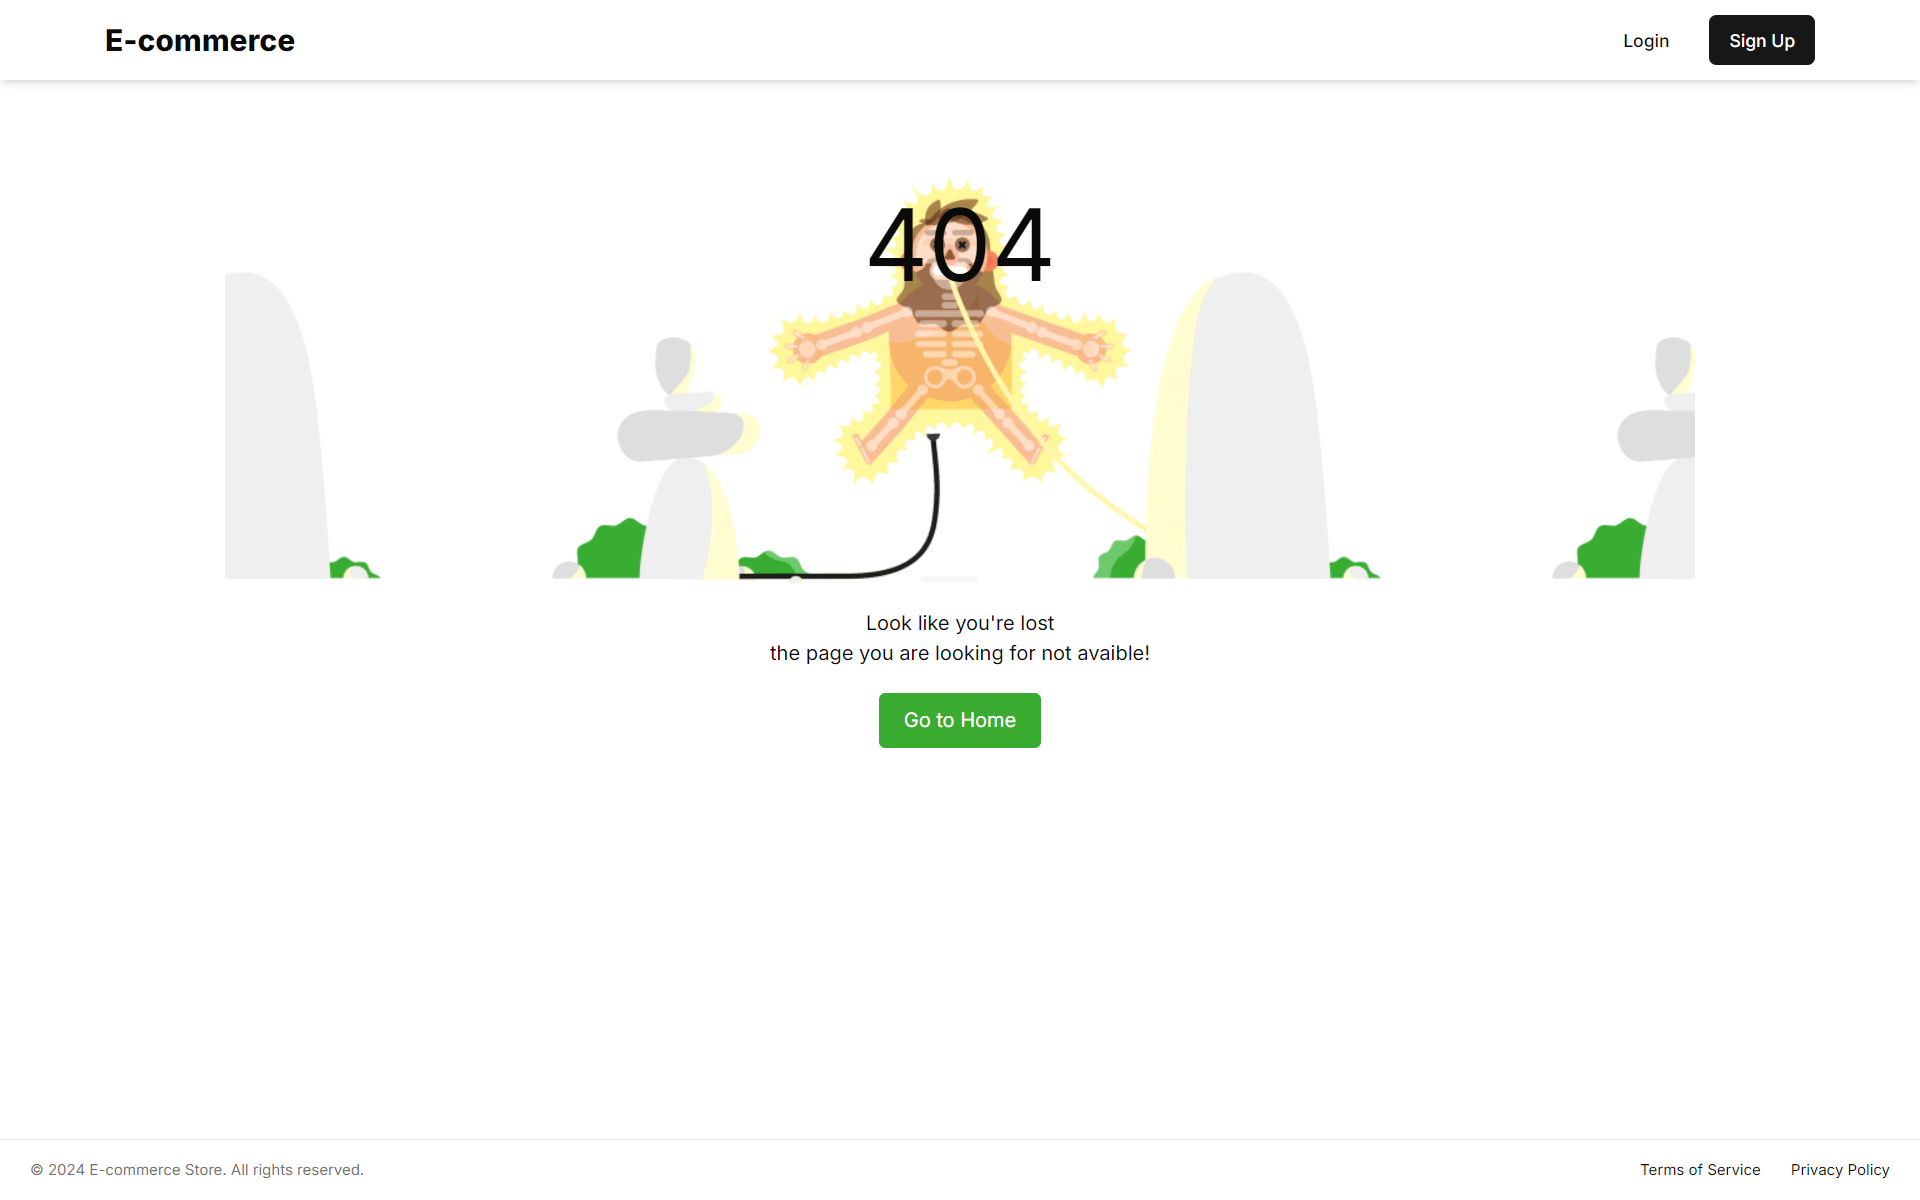 E-commerce
Login
Sign Up
404
Look like you're lost
the page you are looking for not avaible!
Go to Home
© 2024 E-commerce Store. All rights reserved.
Terms of Service
Privacy Policy